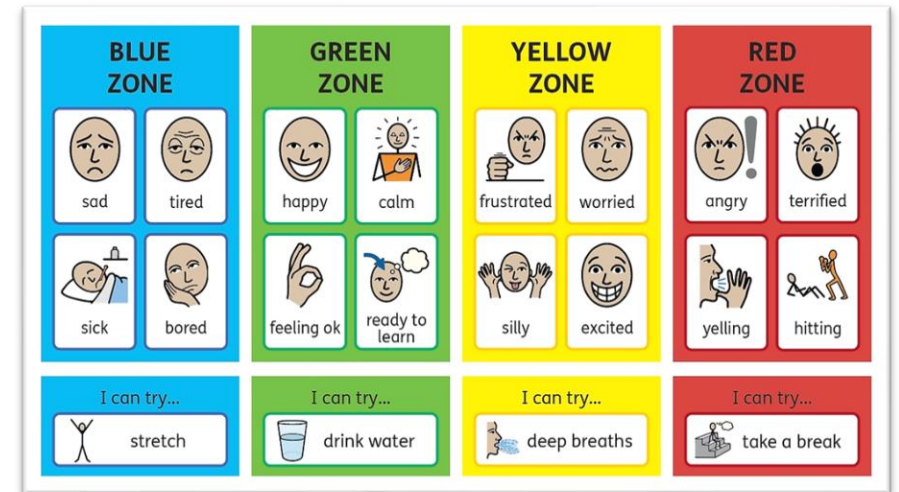 BLUE
ZONE
sad
tired
sick
bored
I can try...
stretch
GREEN
ZONE
happy
calm
feeling ok
ready to
learn
I can try...
drink water
YELLOW
ZONE
frustrated
worried
silly
excited
I can try...
deep breaths
RED
ZONE
angry
terrified
yelling
hitting
I can try...
take a break